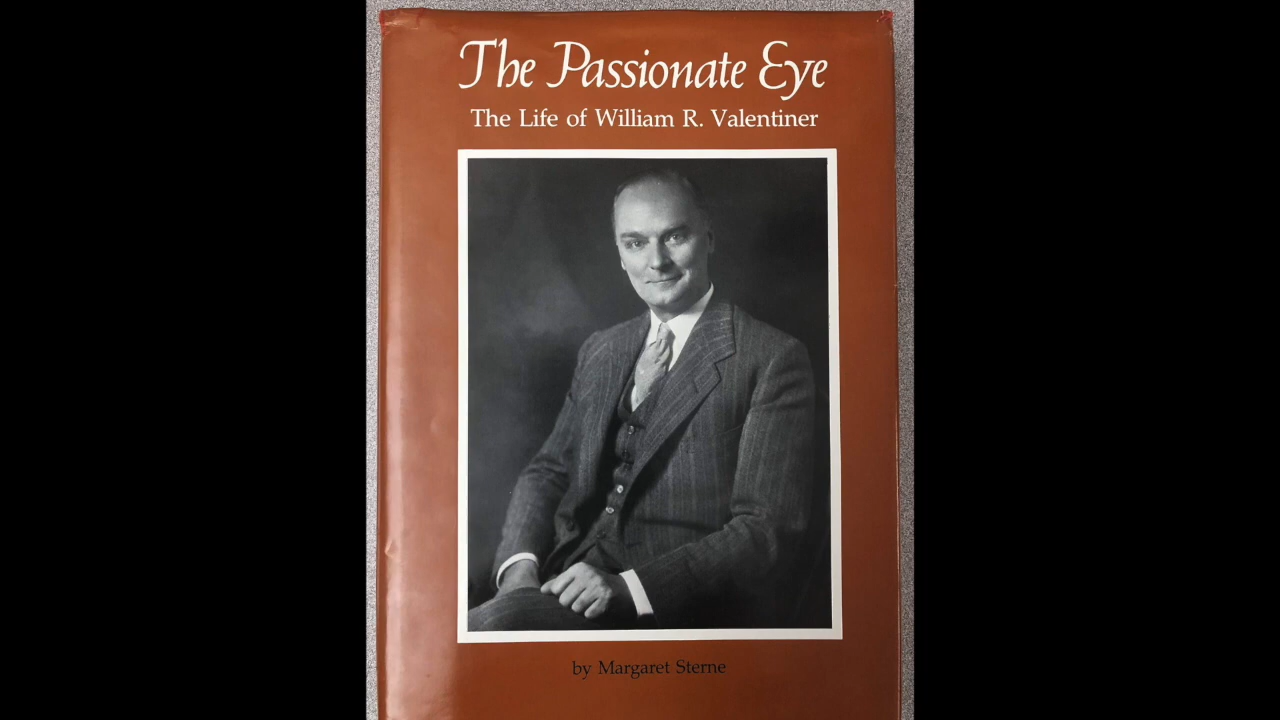 The Passionate Eye
The Life of William R. Valentiner
by Margaret Sterne